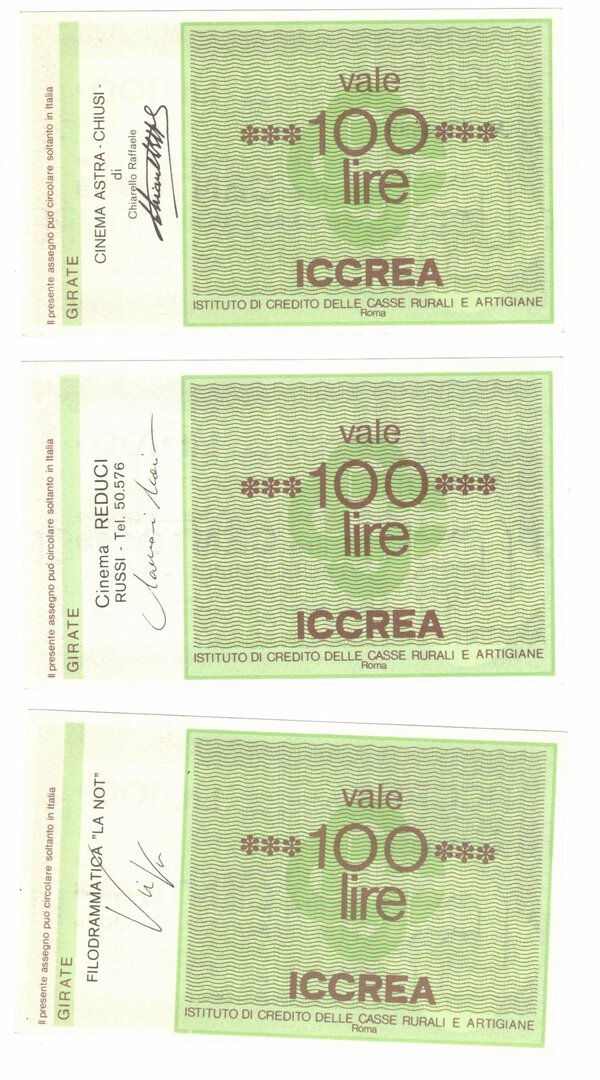 Il presente assegno può circolare soltanto in Italia
GIRATE
CINEMA ASTRA - CHIUSI -
di
Chiarello Raffaele
vale
***100***
lire
ICCREA
ISTITUTO DI CREDITO DELLE CASSE RURALI E ARTIGIANE
Roma
Il presente assegno può circolare soltanto in Italia
GIRATE
Cinema REDUCI
RUSSI - Tel. 50.576
vale
***100***
lire
ICCREA
ISTITUTO DI CREDITO DELLE CASSE RURALI E ARTIGIANE
Roma
Il presente assegno può circolare soltanto in Italia
GIRATE
FILODRAMMATICA "LA NOT"
vale
***100***
lire
ICCREA
ISTITUTO DI CREDITO DELLE CASSE RURALI E ARTIGIANE
Roma